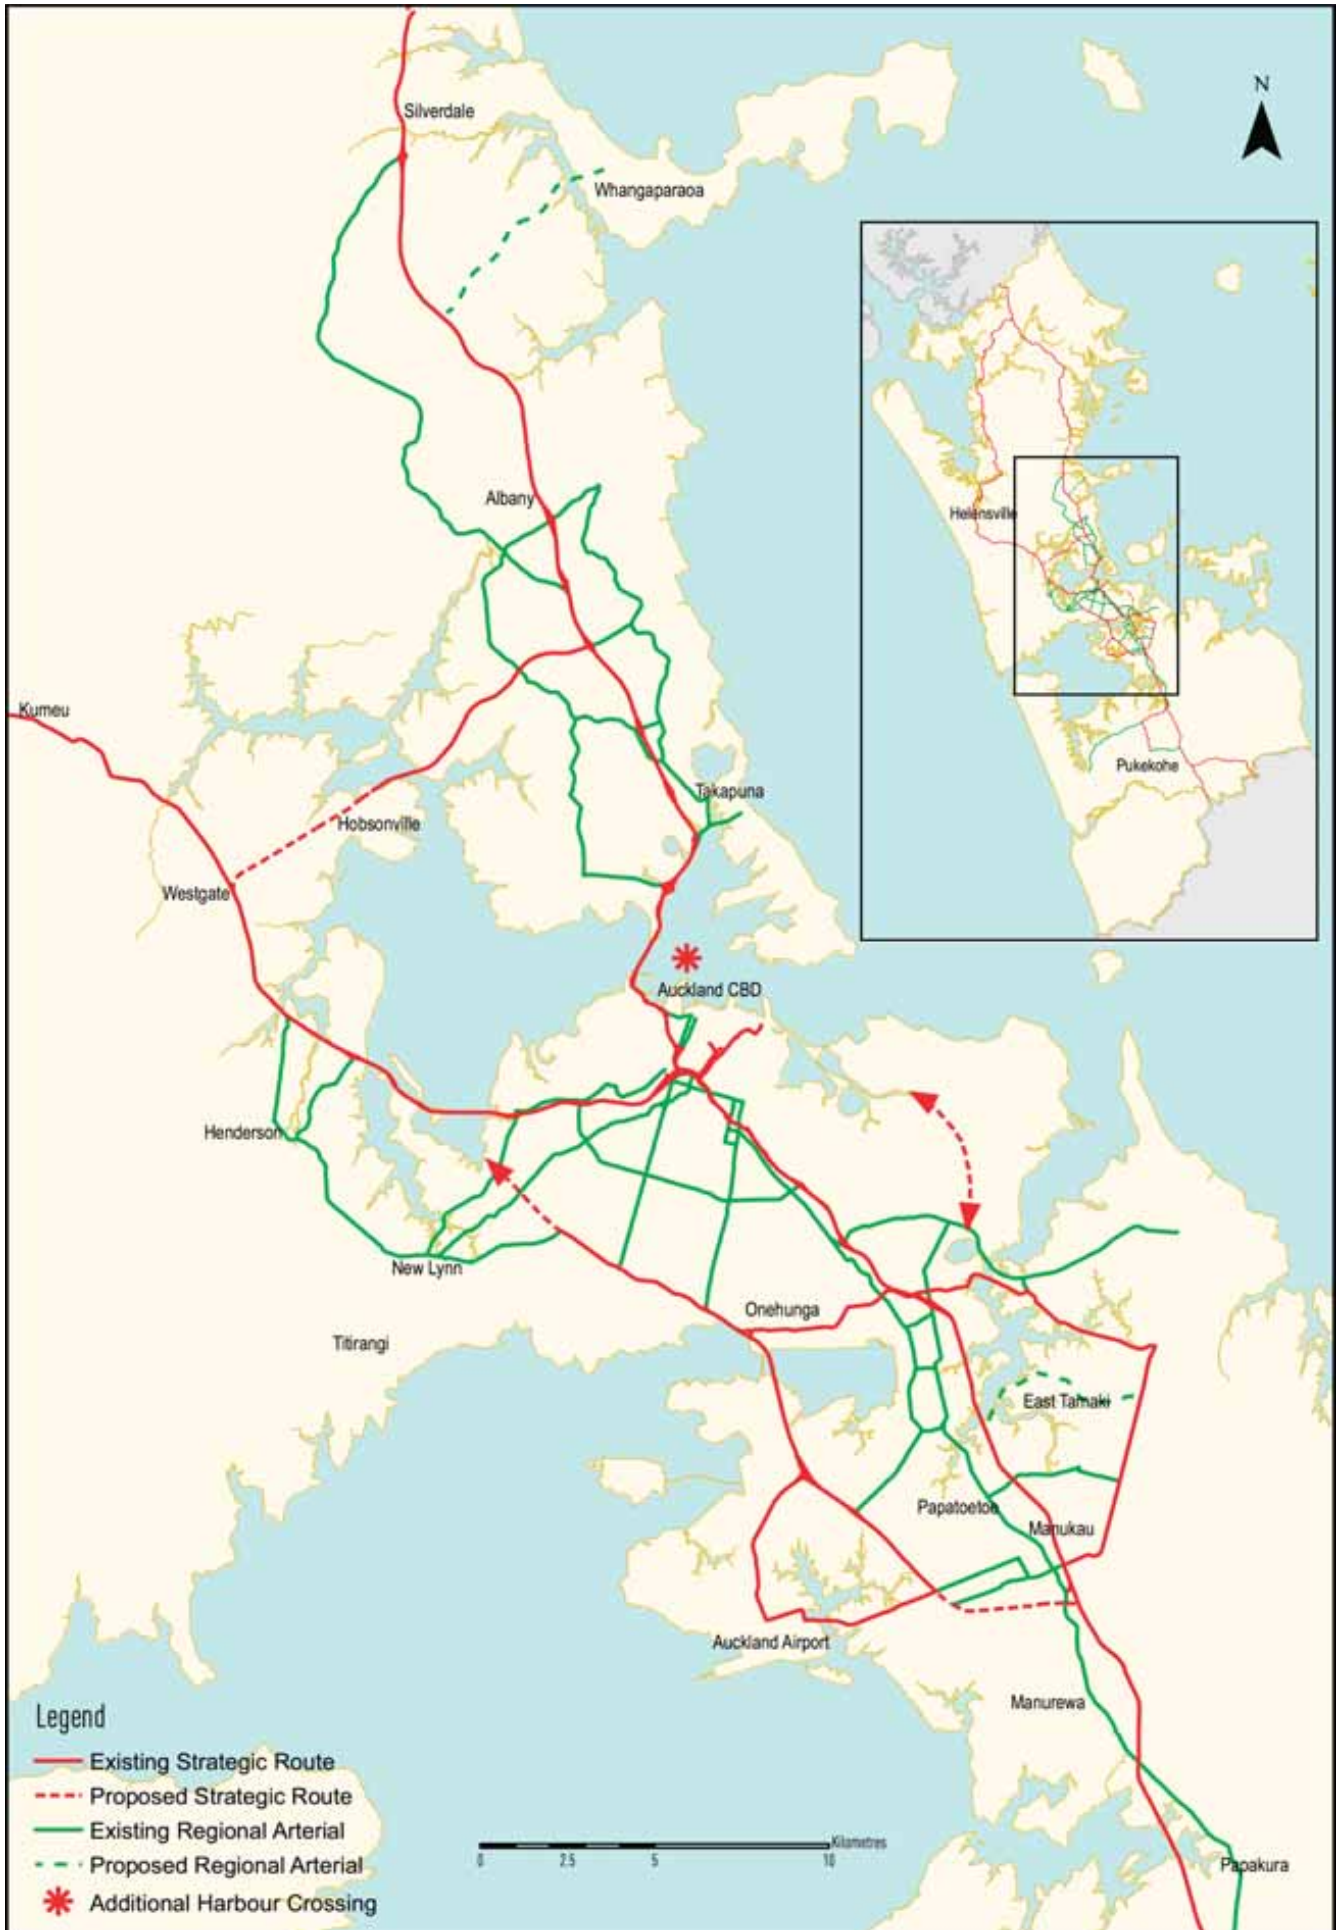 Silverdale
N
Whangaparaoa
Albany
Helensville
Kumeu
Pukekohe
Takapuna
Hobsonville
Westgate
Auckland CBD
Henderson
New Lynn
Onehunga
Titirangi
East Tamaki
Papatoetoe
Manukau
Auckland Airport
Manurewa
Legend
Existing Strategic Route
Proposed Strategic Route
Existing Regional Arterial
Proposed Regional Arterial
Additional Harbour Crossing
Kilometres
0 2.5 5 10
Papakura